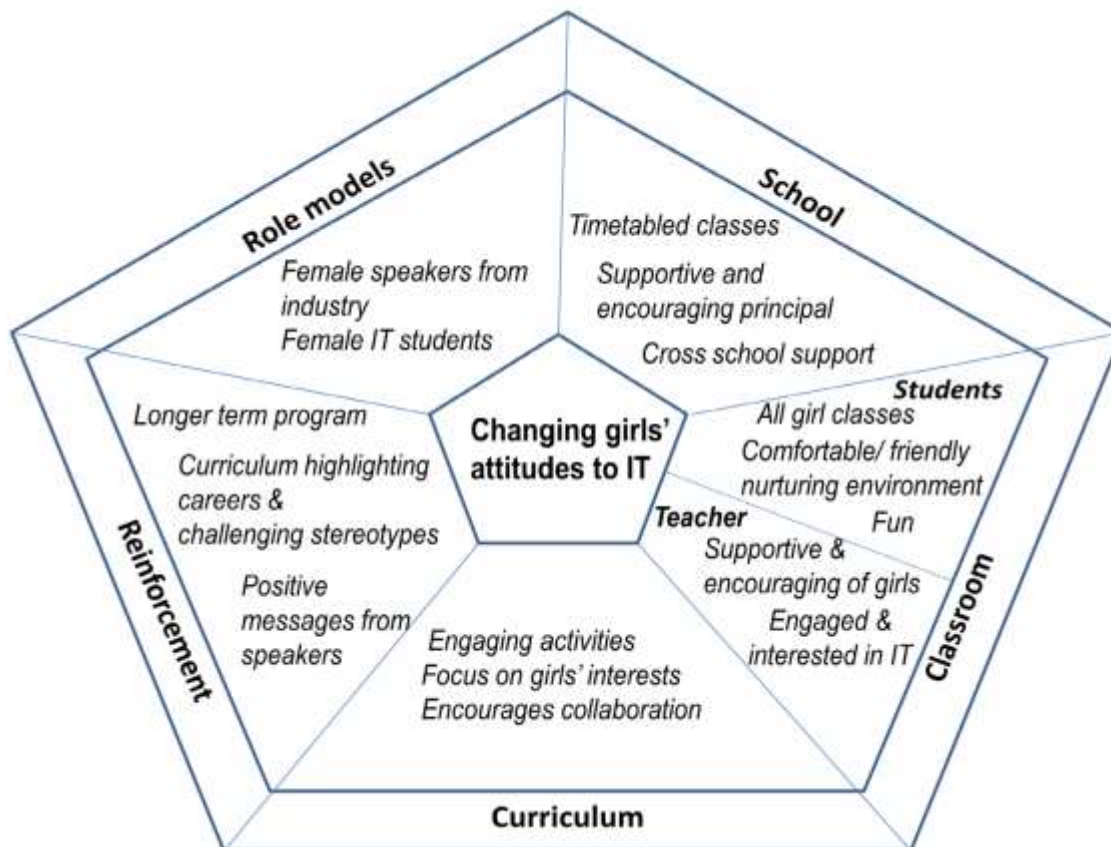 Role models
Female speakers from
industry
Female IT students
School
Timetabled classes
Supportive and
encouraging principal
Cross school support
Students
All girl classes
Comfortable/ friendly
nurturing environment
Fun
Teacher
Supportive &
encouraging of girls
Engaged &
interested in IT
Classroom
Changing girls'
attitudes to IT
Longer term program
Curriculum highlighting
careers &
challenging stereotypes
Positive
messages from
speakers
Reinforcement
Engaging activities
Focus on girls' interests
Encourages collaboration
Curriculum